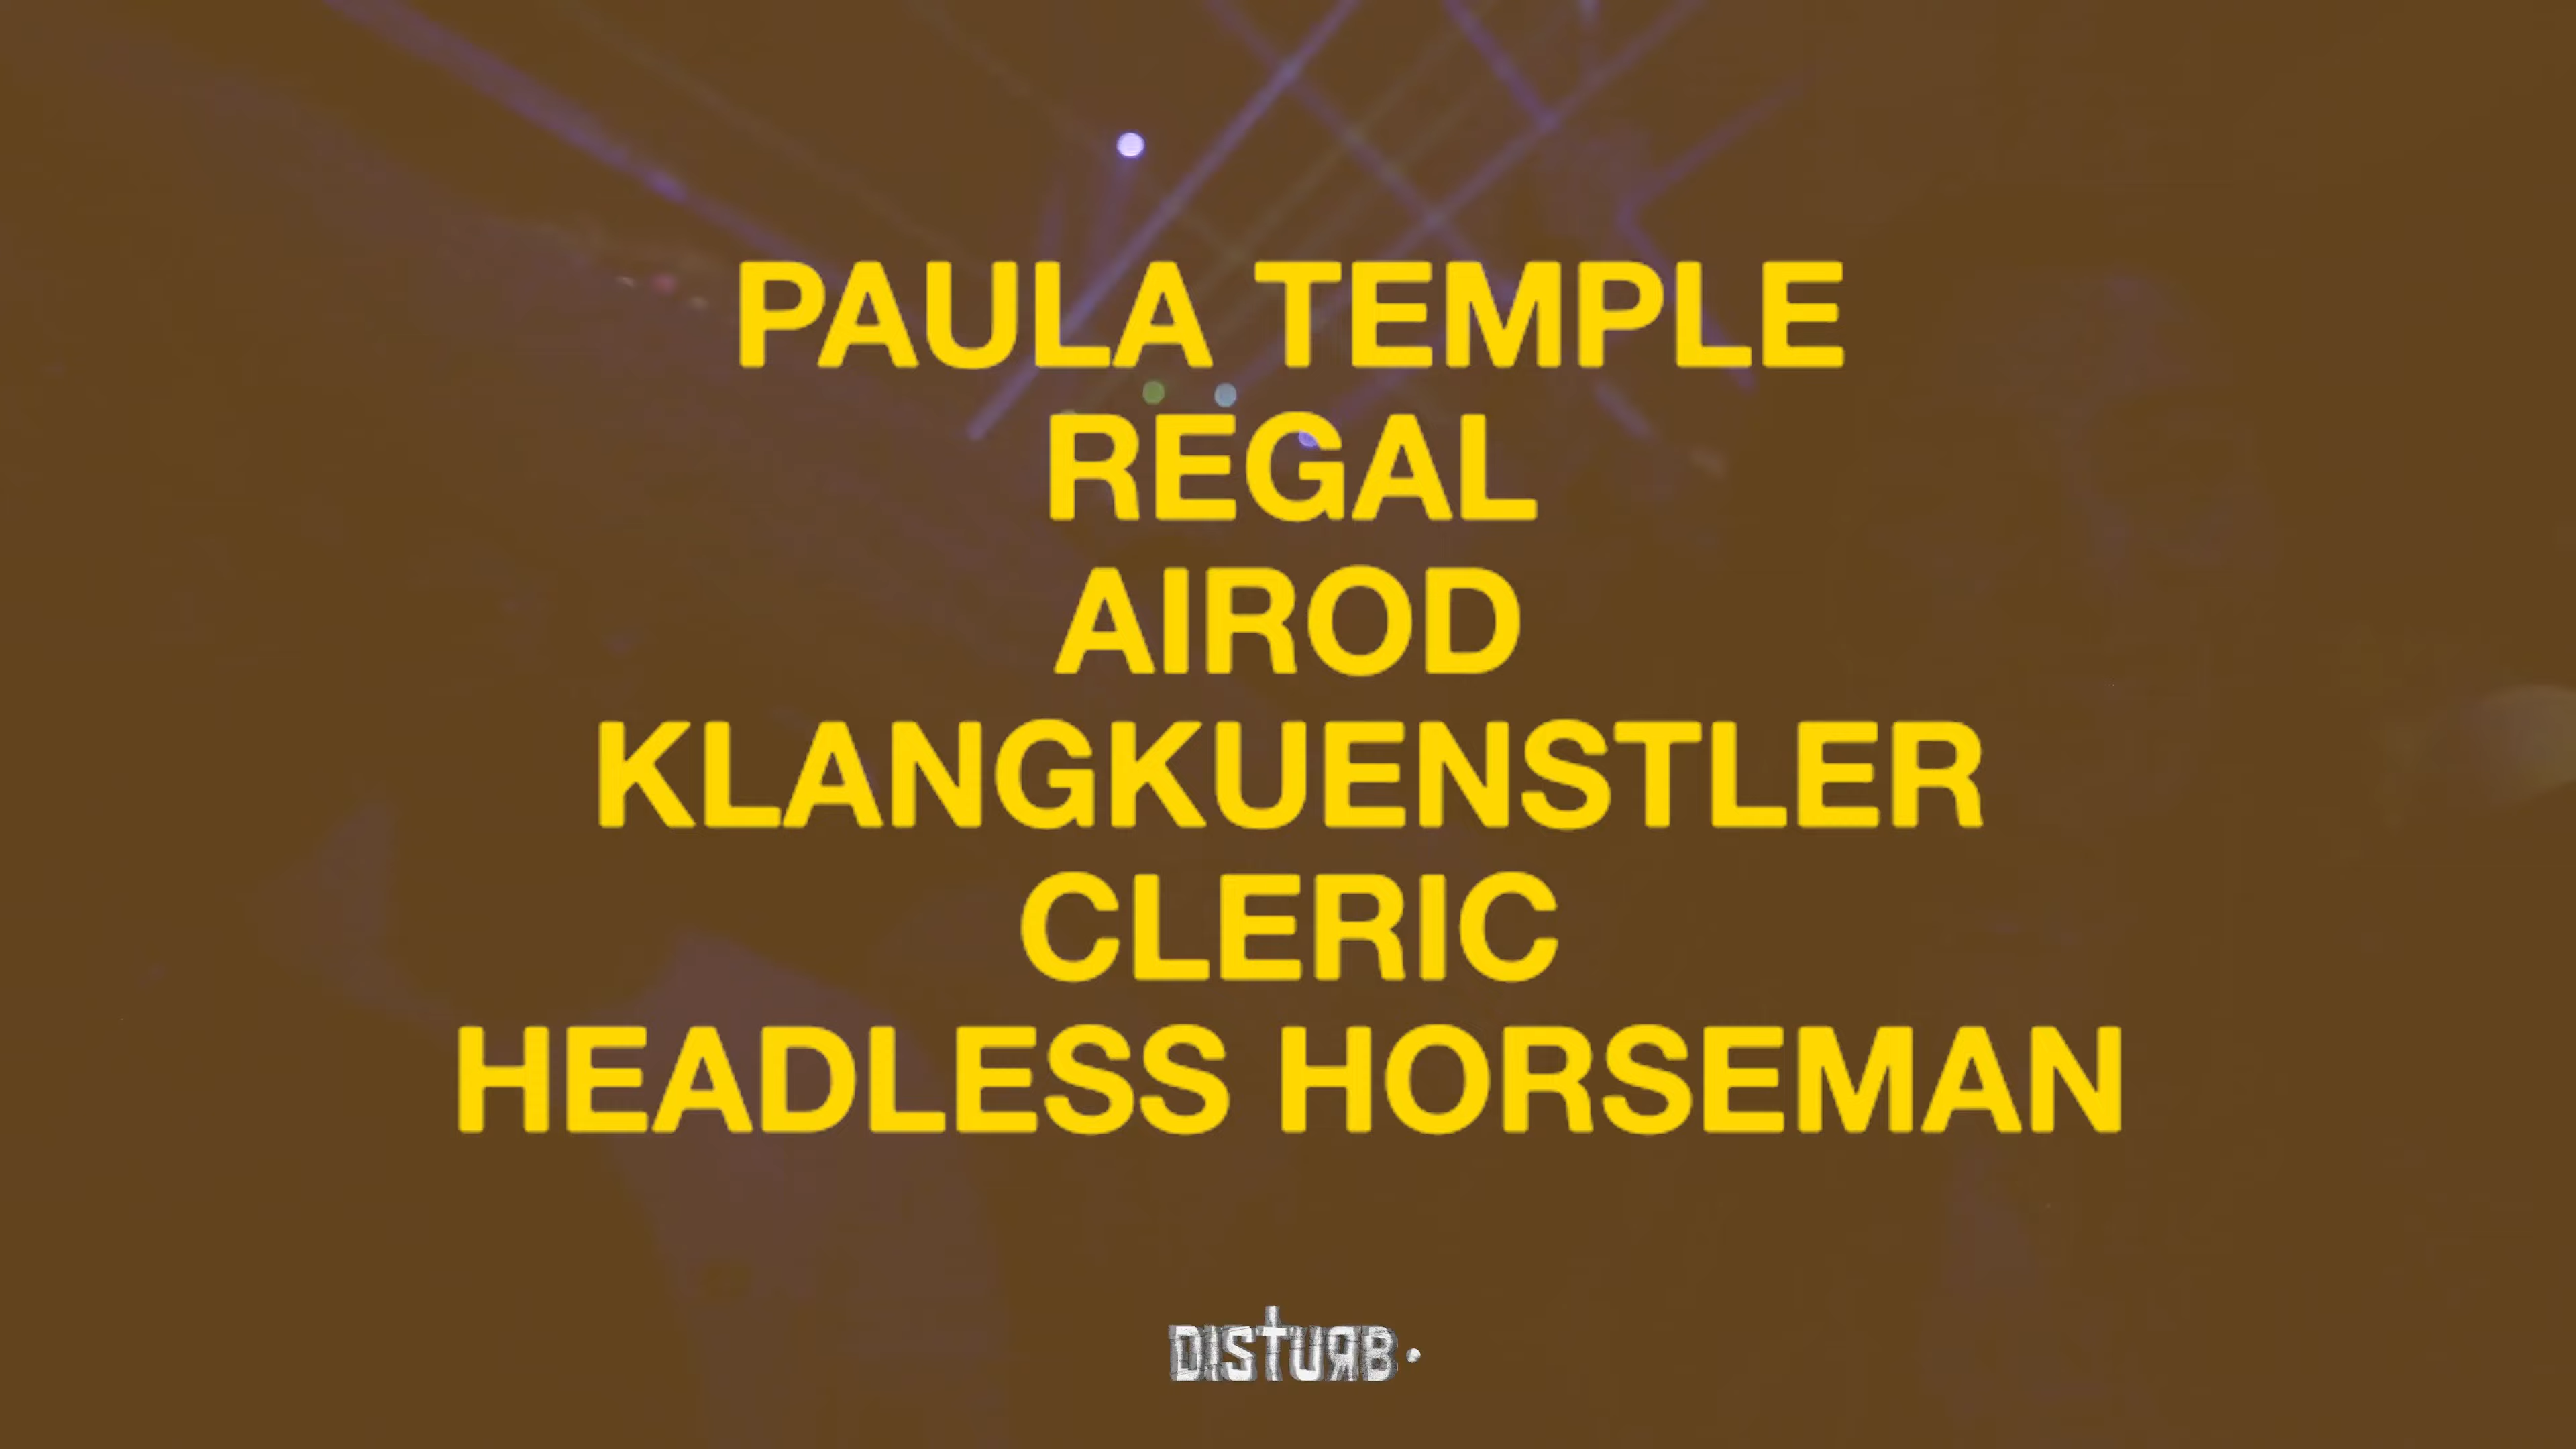 PAULA TEMPLE
REGAL
AIROD
KLANGKUENSTLER
CLERIC
HEADLESS HORSEMAN
DISTURB.